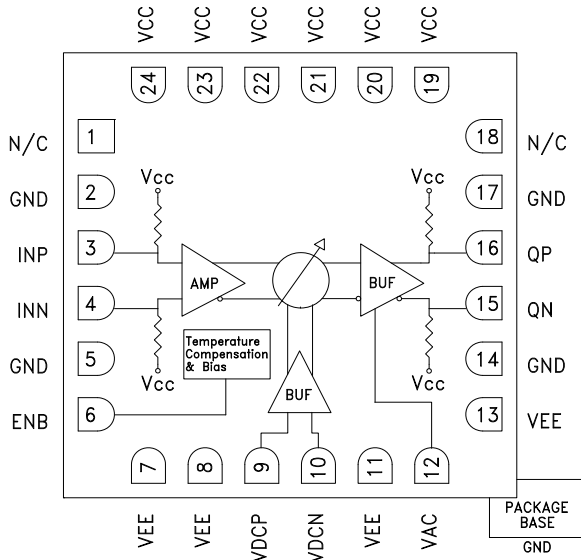 VCC VCC VCC VCC VCC VCC
24 23 22 21 20 19
N/C 1 18 N/C
GND 2 Vcc Vcc 17 GND
INP 3 16 QP
AMP BUF
INN 4 15 QN
GND 5 Temperature
Compensation
& Bias
Vcc Vcc 14 GND
BUF
ENB 6 13 VEE
7 8 9 10 11 12
VEE VEE VDCP VDCN VEE VAC
PACKAGE
BASE
GND